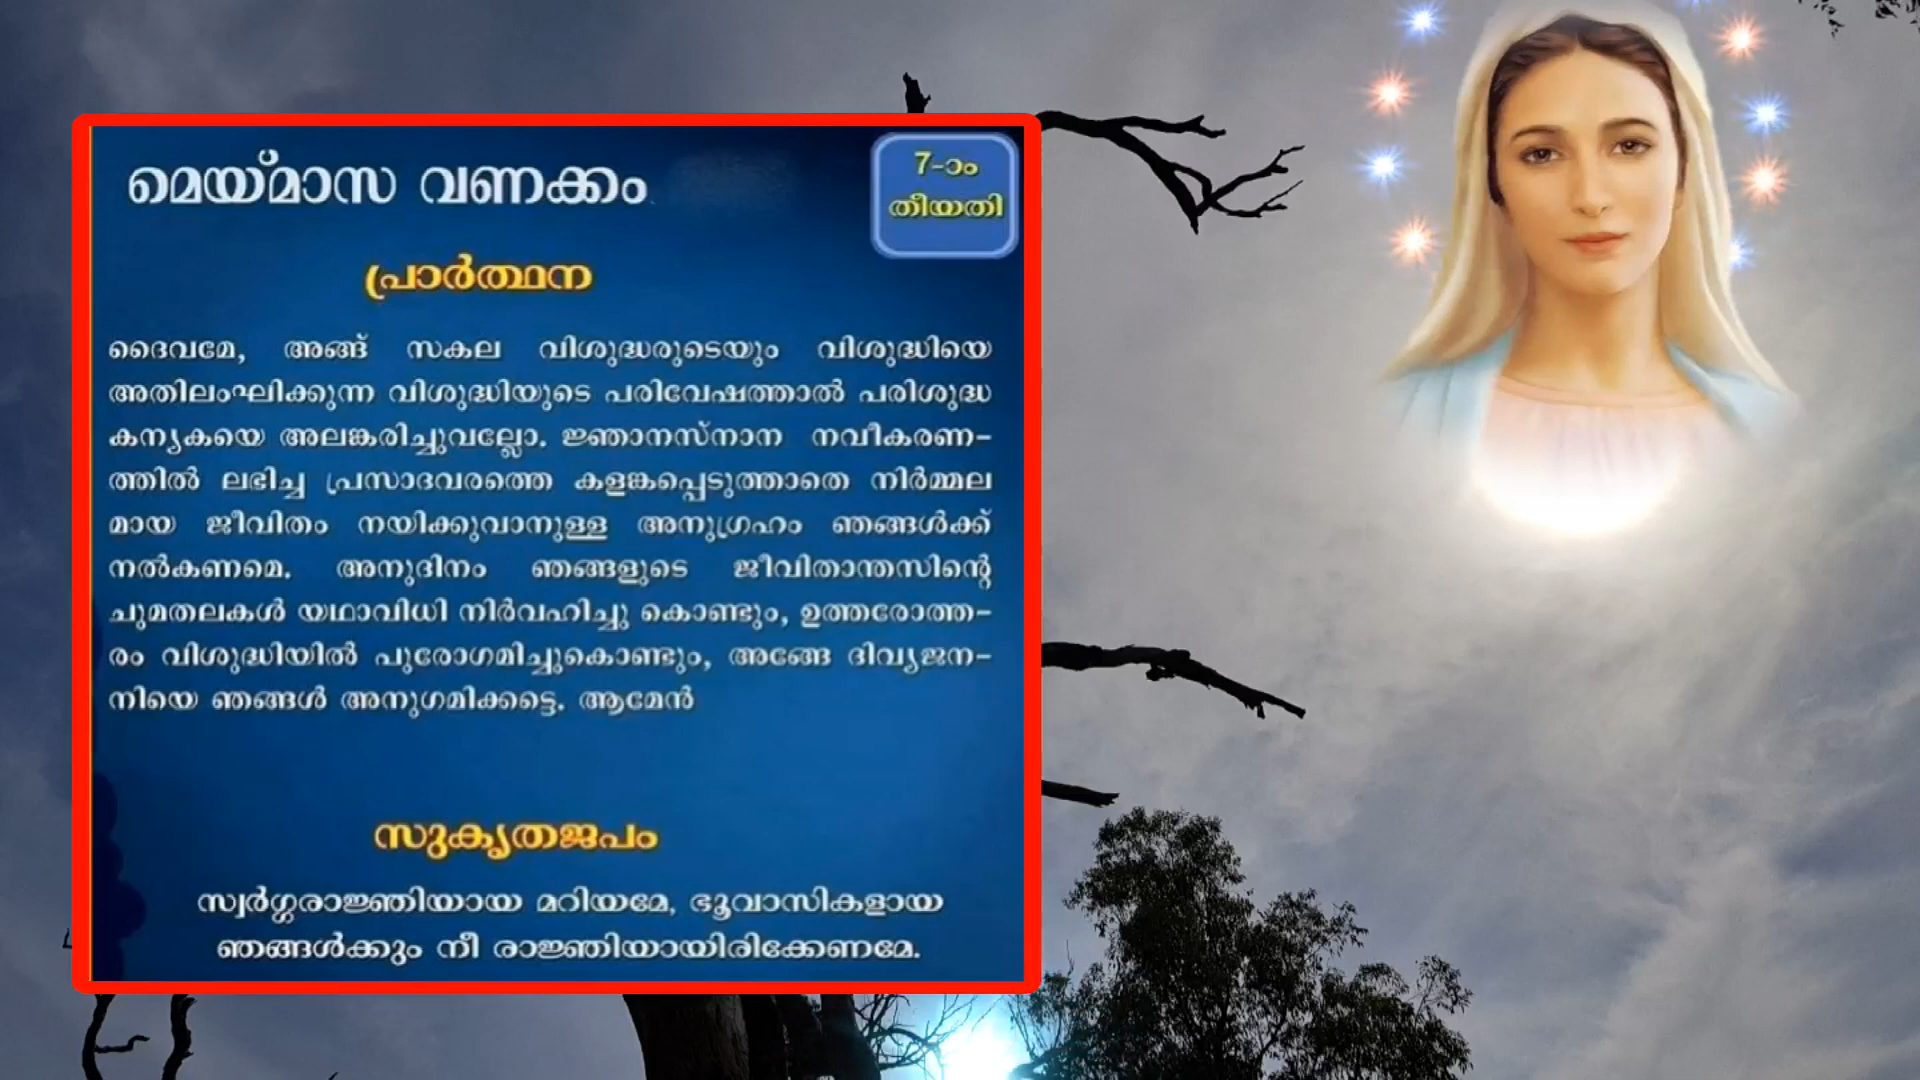 മെയ്മാസ വണക്കം
7-ാം
തീയതി
പ്രാർത്ഥന
ദൈവമേ, അങ്ങ് സകല വിശുദ്ധരുടെയും വിശുദ്ധിയെ
അതിലംഘിക്കുന്ന വിശുദ്ധിയുടെ പരിവേഷത്താൽ പരിശുദ്ധ
കന്യകയെ അലങ്കരിച്ചുവല്ലോ. ജ്ഞാനസ്നാന നവീകരണ-
ത്തിൽ ലഭിച്ച പ്രസാദവരത്തെ കളങ്കപ്പെടുത്താതെ നിർമ്മല
മായ ജീവിതം നയിക്കുവാനുള്ള അനുഗ്രഹം ഞങ്ങൾക്ക്
നൽകണമെ. അനുദിനം ഞങ്ങളുടെ ജീവിതാന്തസിന്റെ
ചുമതലകൾ യഥാവിധി നിർവഹിച്ചു കൊണ്ടും, ഉത്തരോത്ത-
രം വിശുദ്ധിയിൽ പുരോഗമിച്ചുകൊണ്ടും, അങ്ങേ ദിവ്യജന-
നിയെ ഞങ്ങൾ അനുഗമിക്കട്ടെ. ആമേൻ
സുകൃതജപം
സ്വർഗ്ഗരാജ്ഞിയായ മറിയമേ, ഭൂവാസികളായ
ഞങ്ങൾക്കും നീ രാജ്ഞിയായിരിക്കേണമേ.